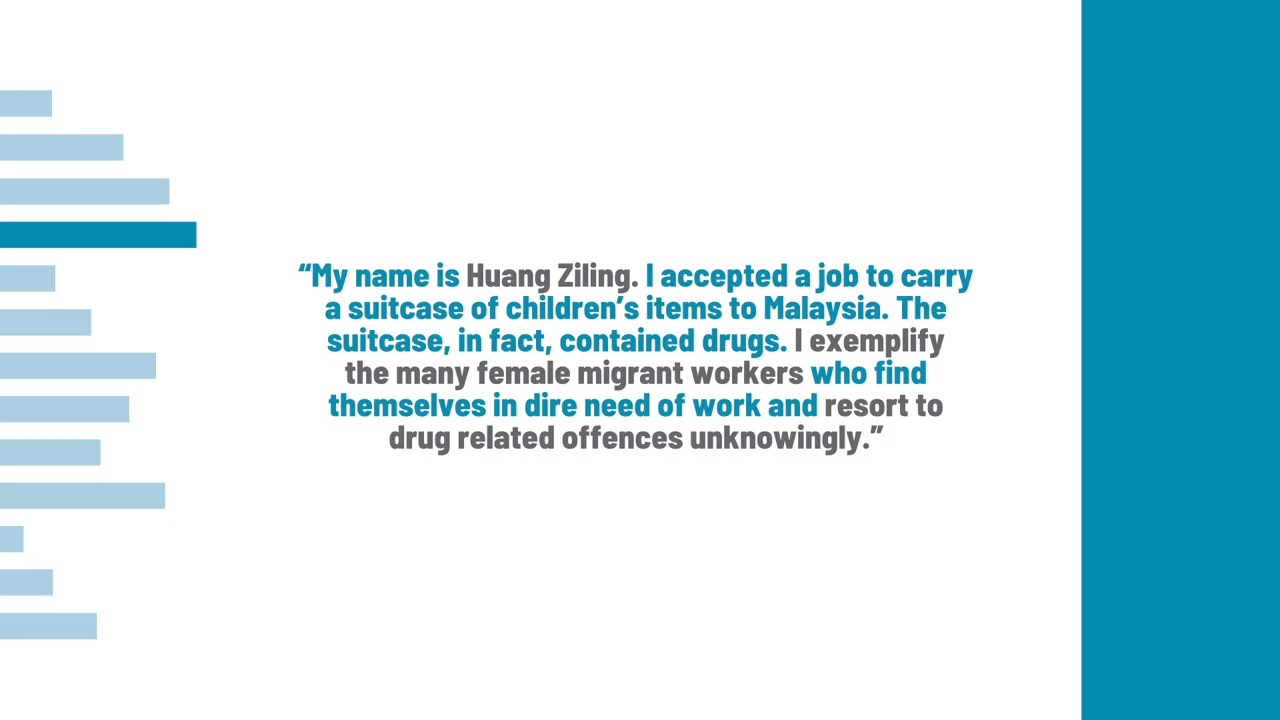 “My name is Huang Ziling. I accepted a job to carry
a suitcase of children’s items to Malaysia. The
suitcase, in fact, contained drugs. I exemplify
the many female migrant workers who find
themselves in dire need of work and resort to
drug related offences unknowingly.”